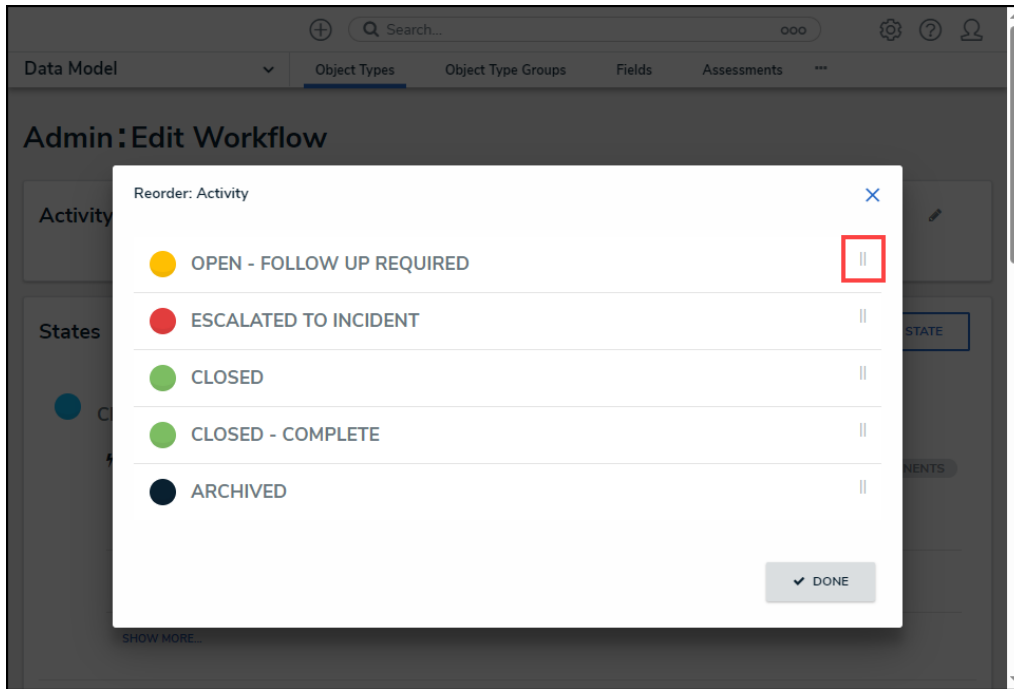 Search...
Data Model
Object Types
Object Type Groups
Fields
Assessments
Admin:Edit Workflow
Reorder: Activity
Activity
OPEN - FOLLOW UP REQUIRED
ESCALATED TO INCIDENT
States
STATE
CLOSED
CLOSED - COMPLETE
NENTS
ARCHIVED
DONE
SHOW MORE...